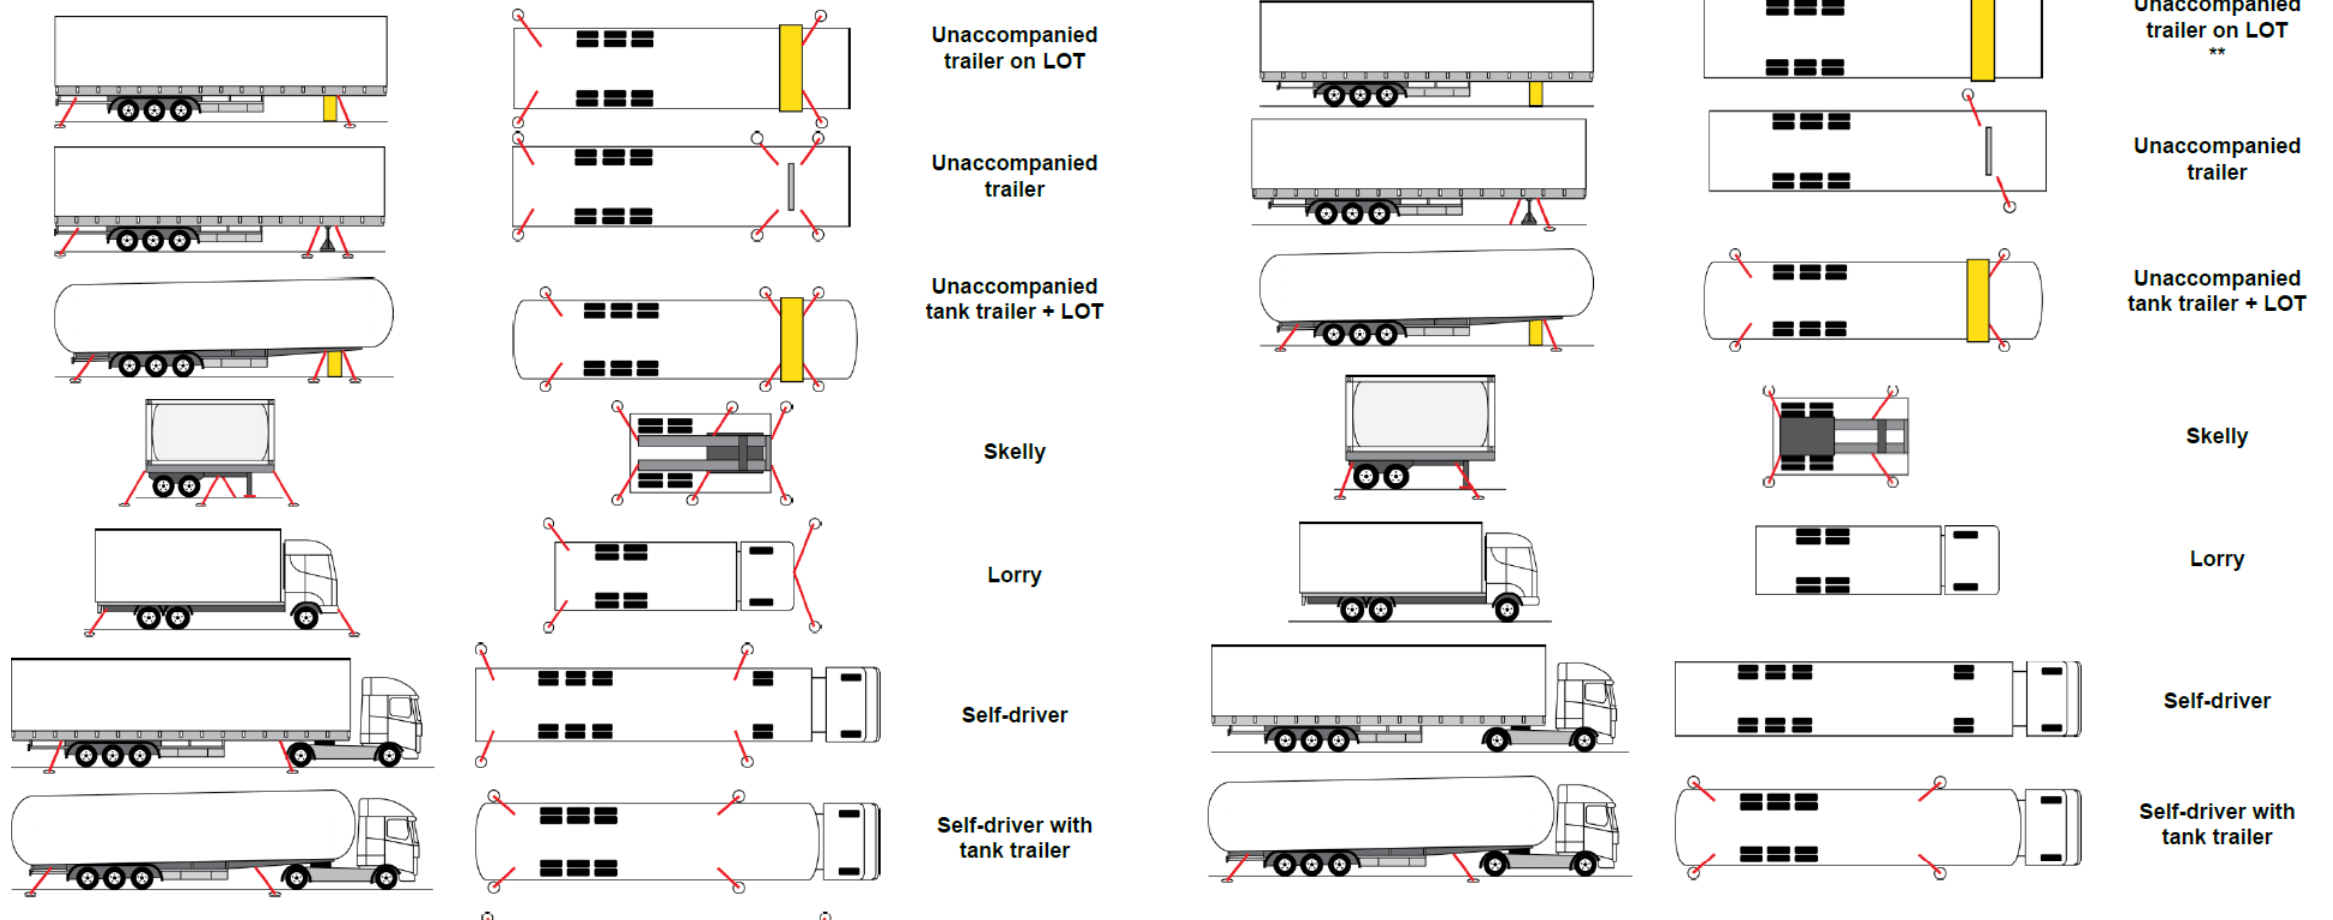 Unaccompanied
trailer on LOT
Unaccompanied
trailer
Unaccompanied
tank trailer + LOT
Skelly
Lorry
Self-driver
Self-driver with
tank trailer
Unaccompanied
trailer on LOT
**
Unaccompanied
trailer
Unaccompanied
tank trailer + LOT
Skelly
Lorry
Self-driver
Self-driver with
tank trailer